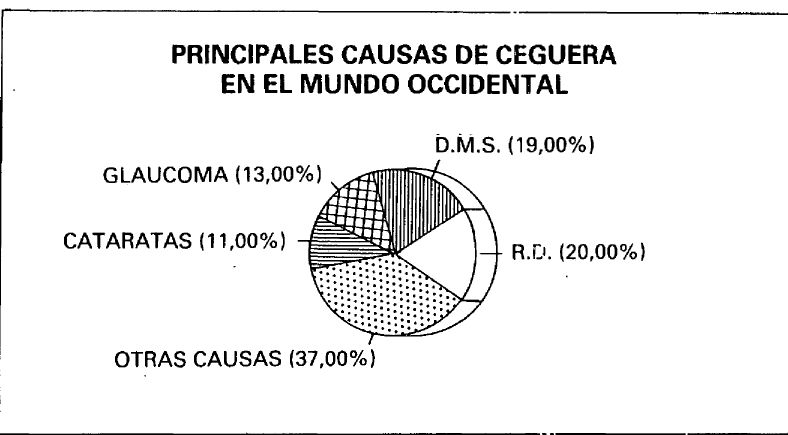 PRINCIPALES CAUSAS DE CEGUERA
EN EL MUNDO OCCIDENTAL
D.M.S. (19,00%)
GLAUCOMA (13,00%)
CATARATAS (11,00%)
R.D. (20,00%)
OTRAS CAUSAS (37,00%)